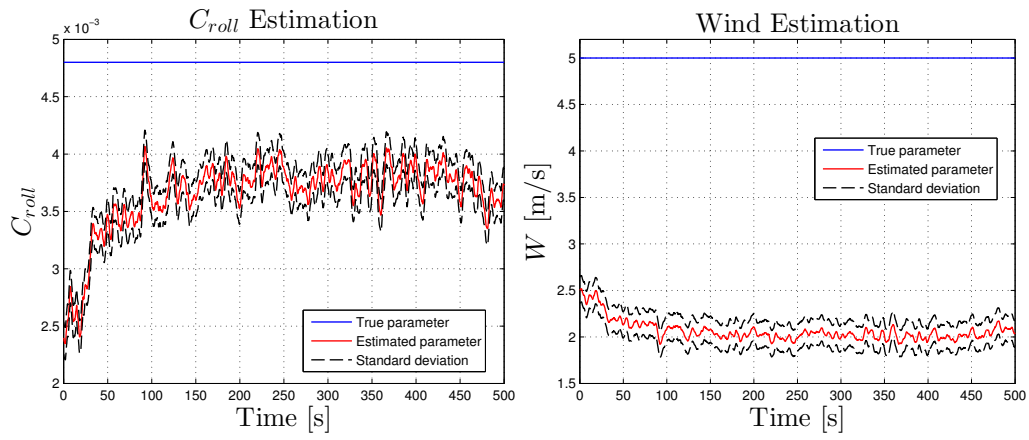 C_roll Estimation
x 10⁻³
5
4.5
4
3.5
3
2.5
2
C_roll
0 50 100 150 200 250 300 350 400 450 500
Time [s]
True parameter
Estimated parameter
Standard deviation
Wind Estimation
5
4.5
4
3.5
3
2.5
2
1.5
W [m/s]
0 50 100 150 200 250 300 350 400 450 500
Time [s]
True parameter
Estimated parameter
Standard deviation